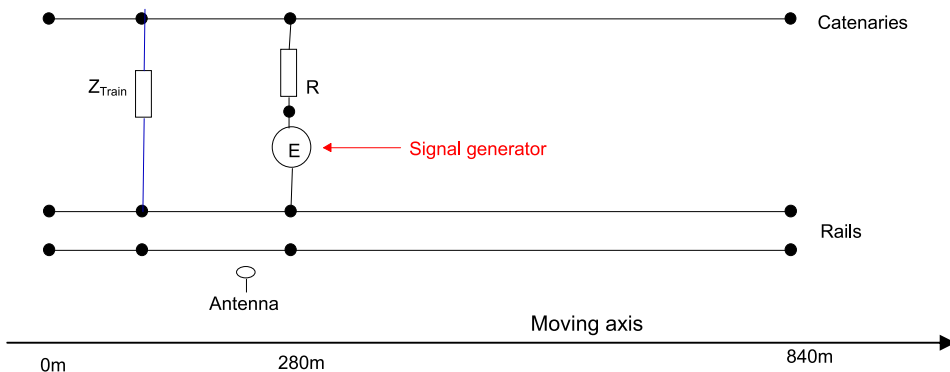 Catenaries
Z_Train
R
E
Signal generator
Rails
Antenna
Moving axis
0m
280m
840m